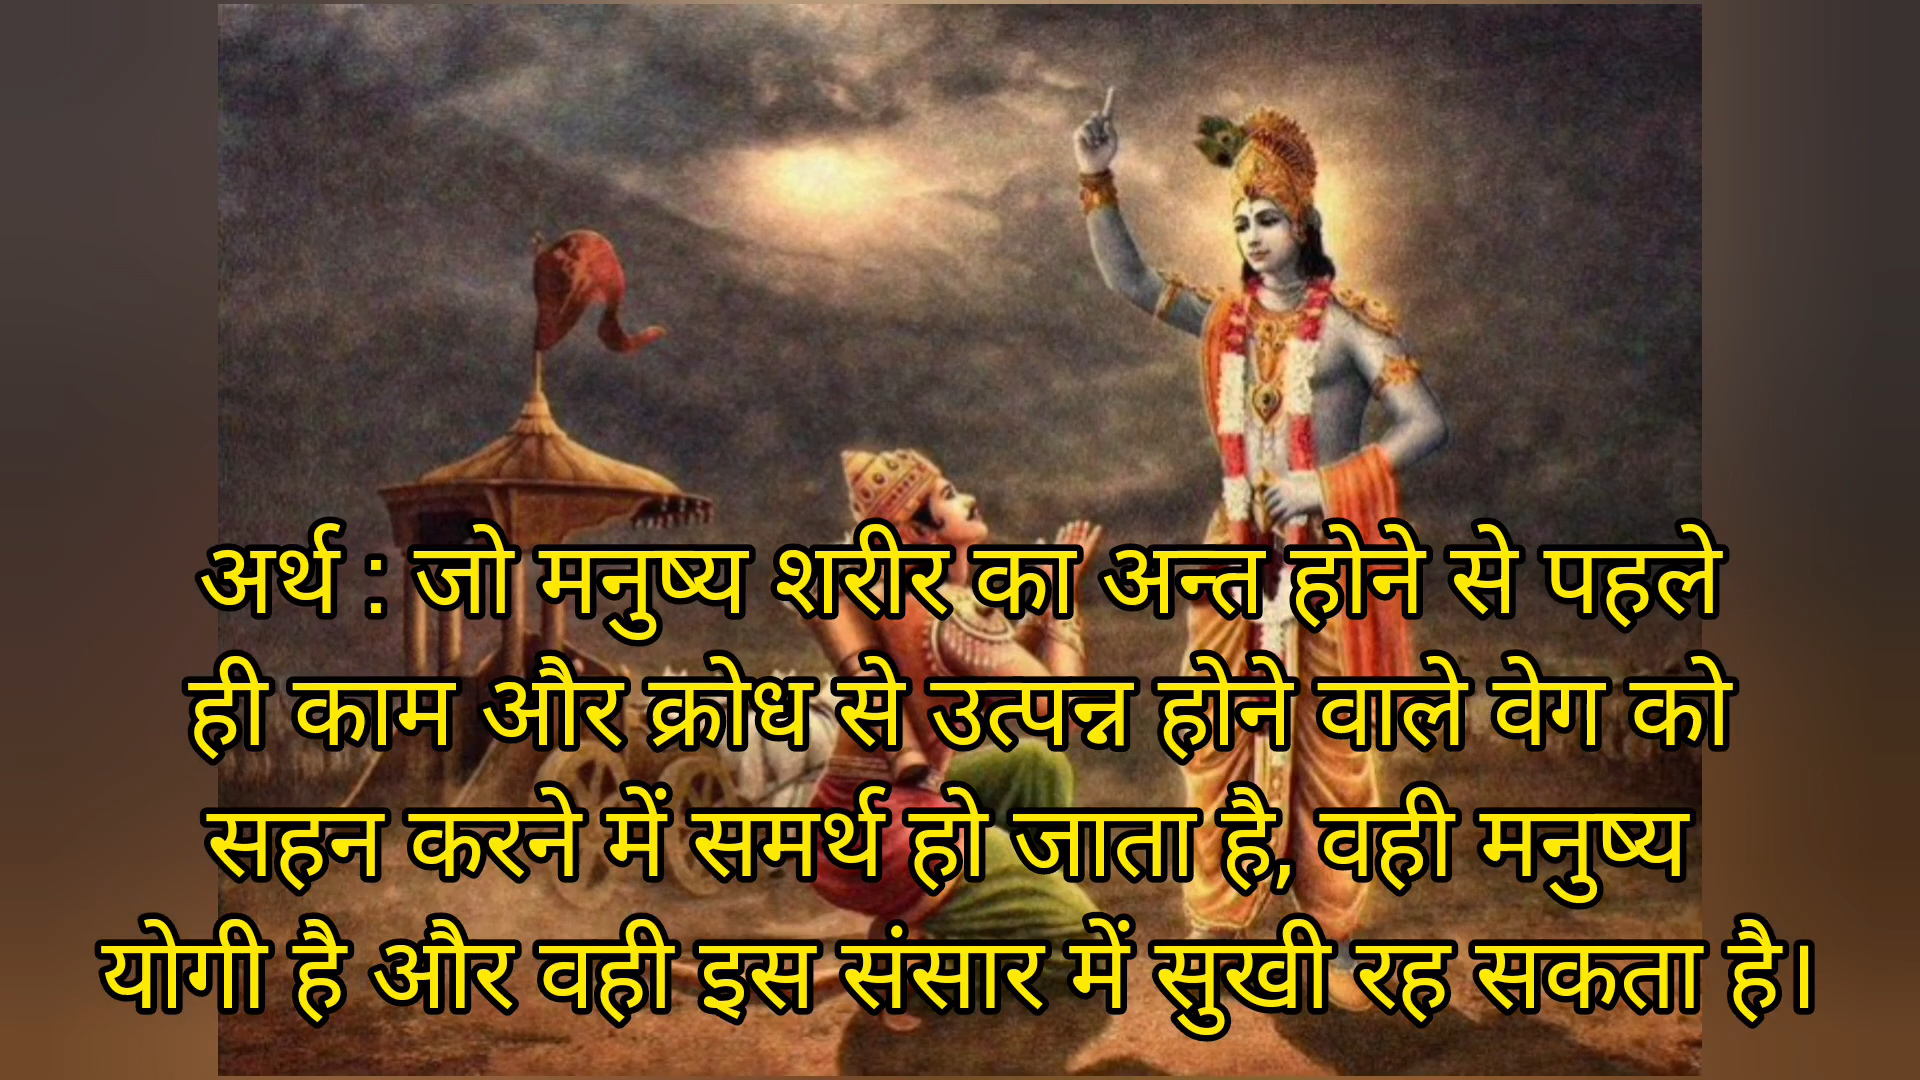 अर्थ : जो मनुष्य शरीर का अन्त होने से पहले
ही काम और क्रोध से उत्पन्न होने वाले वेग को
सहन करने में समर्थ हो जाता है, वही मनुष्य
योगी है और वही इस संसार में सुखी रह सकता है।